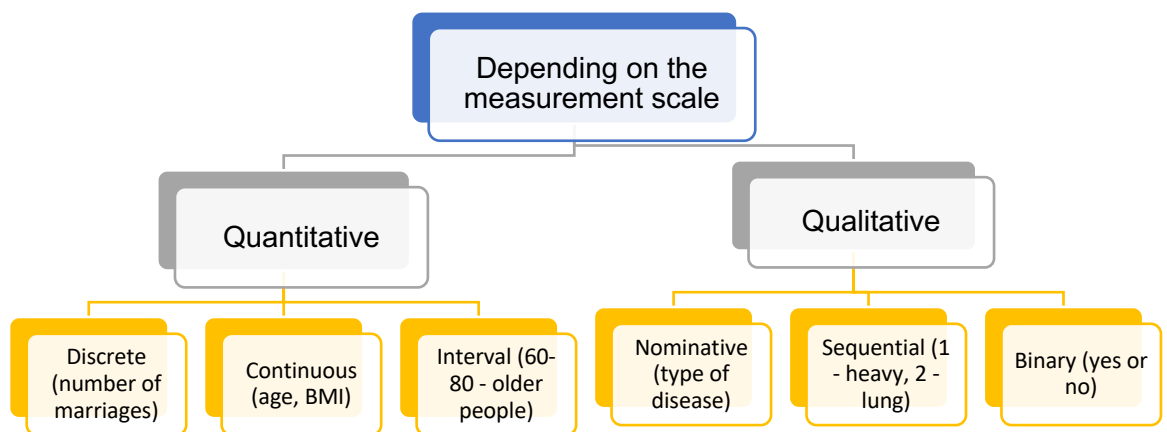 Depending on the
measurement scale
Quantitative
Qualitative
Discrete
(number of
marriages)
Continuous
(age, BMI)
Interval (60-
80 - older
people)
Nominative
(type of
disease)
Sequential (1
- heavy, 2 -
lung)
Binary (yes or
no)